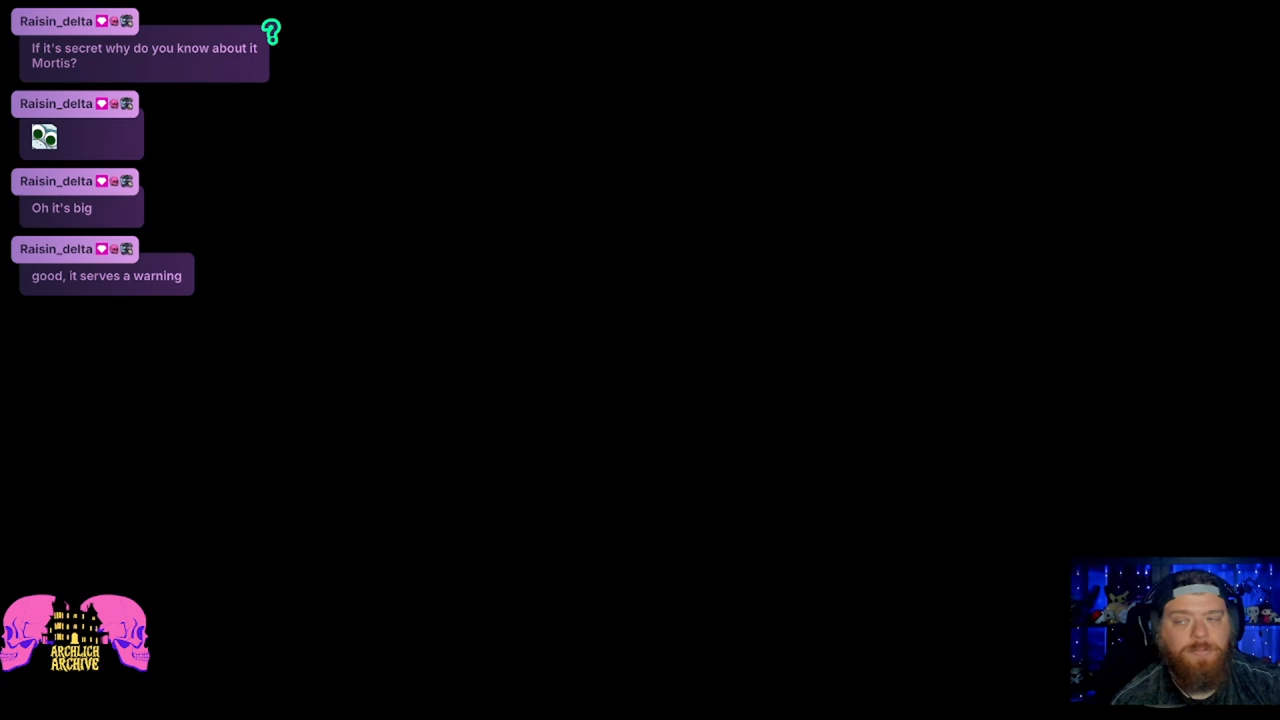 Raisin_delta
If it's secret why do you know about it
Mortis?
?
Raisin_delta
Raisin_delta
Oh it's big
Raisin_delta
good, it serves a warning
ARCHLICH
ARCHIVE